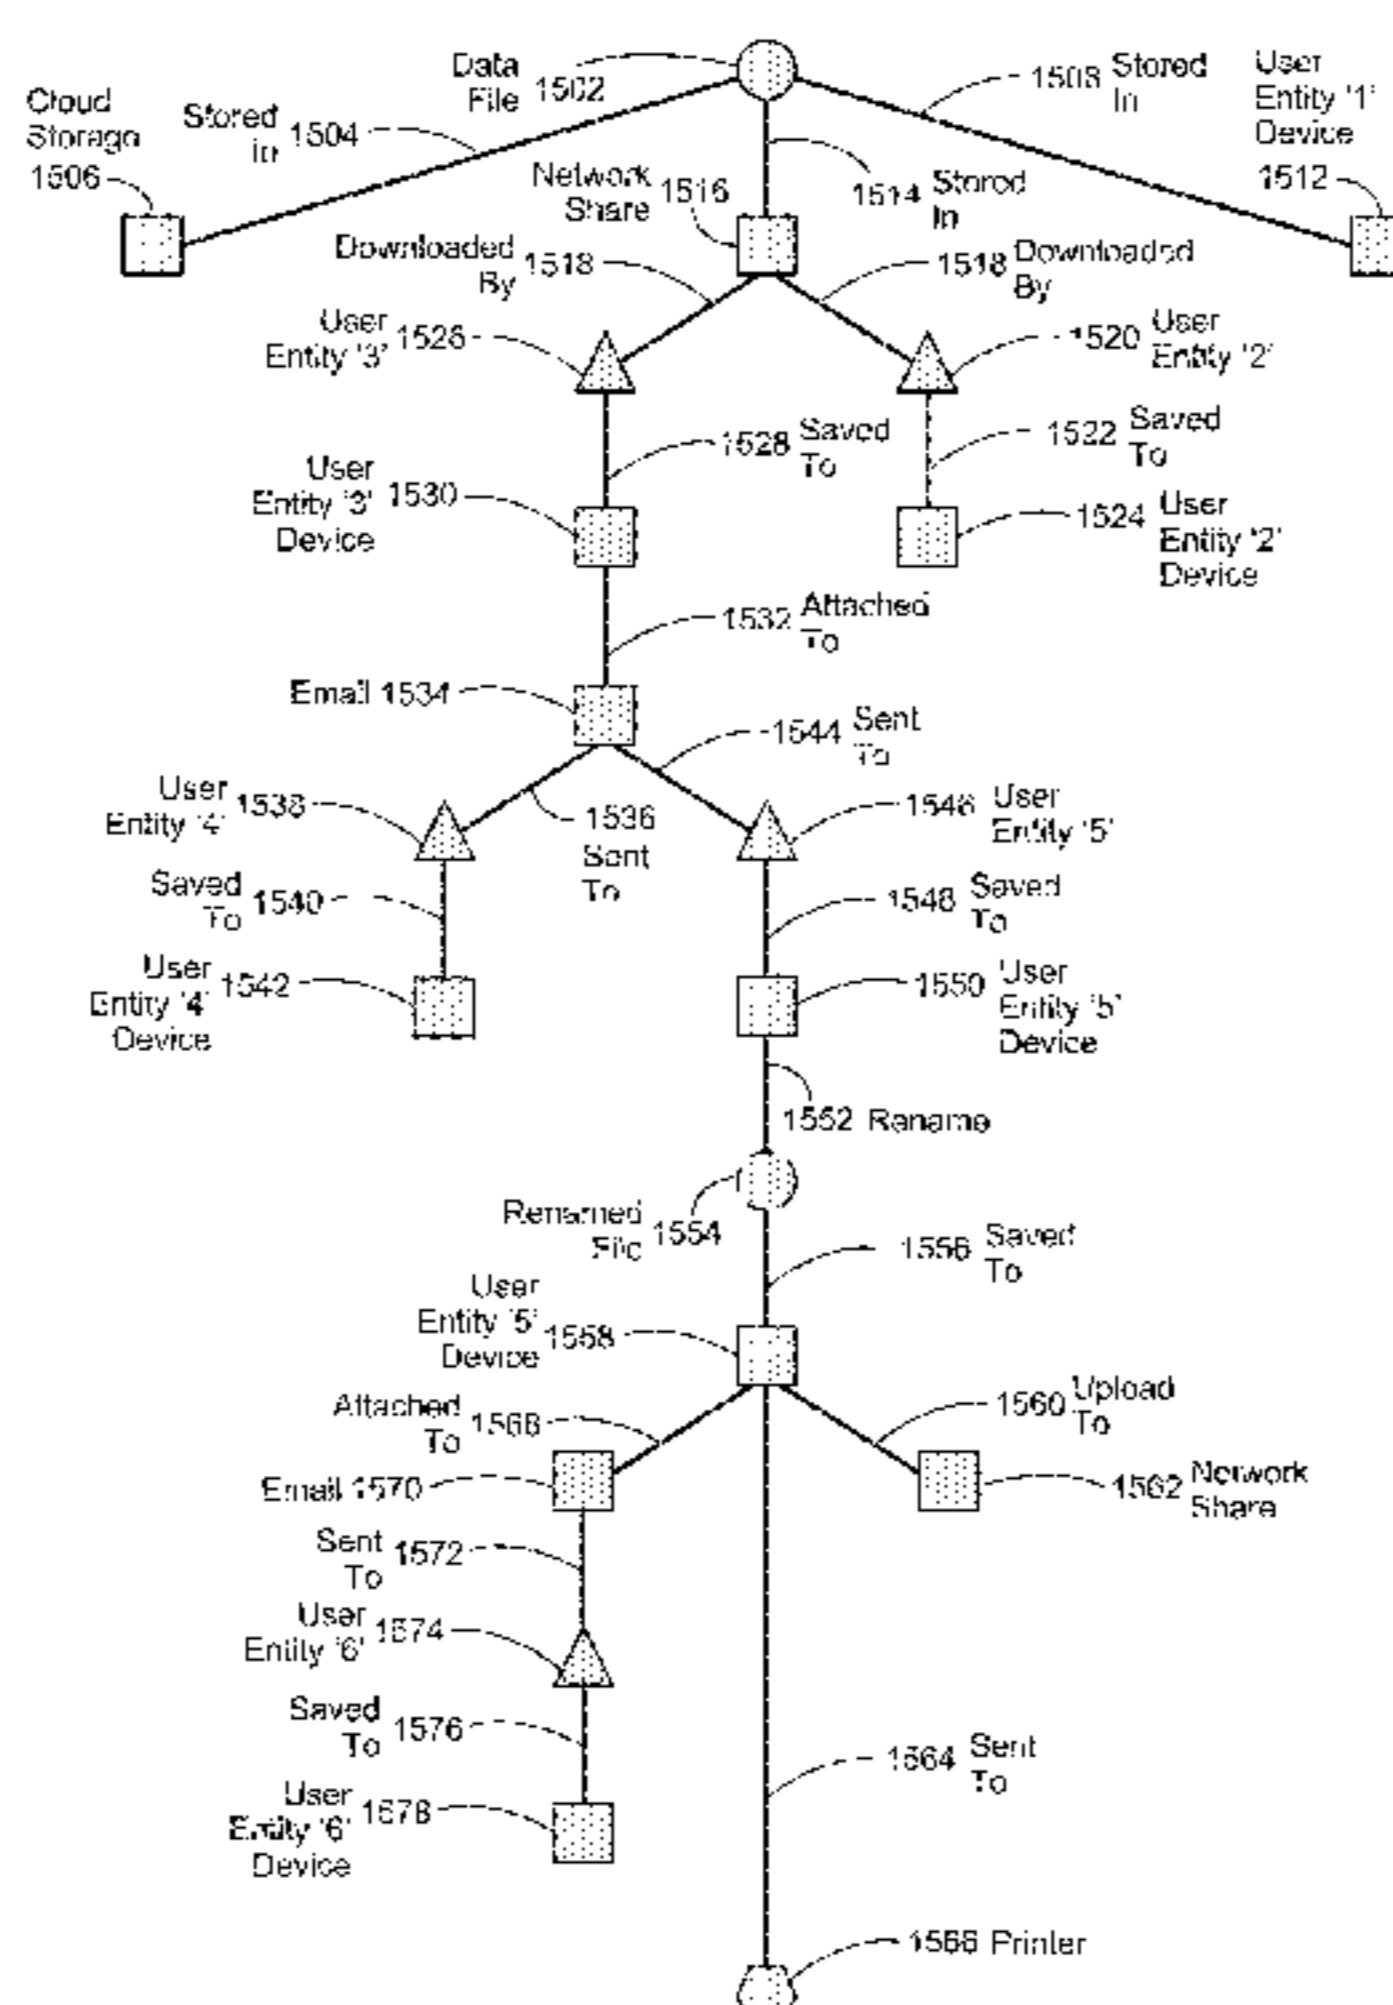 Data
File 1502
1508 Stored
In
User
Entity '1'
Device
1512
Cloud
Storage
1506
Stored
In 1504
Network
Share 1516
1514 Stored
In
Downloaded
By 1518
1518 Downloaded
By
User
Entity '3' 1526
1520 User
Entity '2'
1528 Saved
To
1522 Saved
To
User
Entity '3' 1530
Device
1524 User
Entity '2'
Device
1532 Attached
To
Email 1534
1544 Sent
To
User
Entity '4' 1538
1536
Sent
To
1546 User
Entity '5'
Saved
To 1540
1548 Saved
To
User
Entity '4' 1542
Device
1550 User
Entity '5'
Device
1552 Rename
Renamed
File 1554
1556 Saved
To
User
Entity '5' 1558
Device
Attached
To 1568
1560 Upload
To
Email 1570
1562 Network
Share
Sent
To 1572
User
Entity '6' 1574
Saved
To 1576
1564 Sent
To
User
Entity '6' 1578
Device
1566 Printer